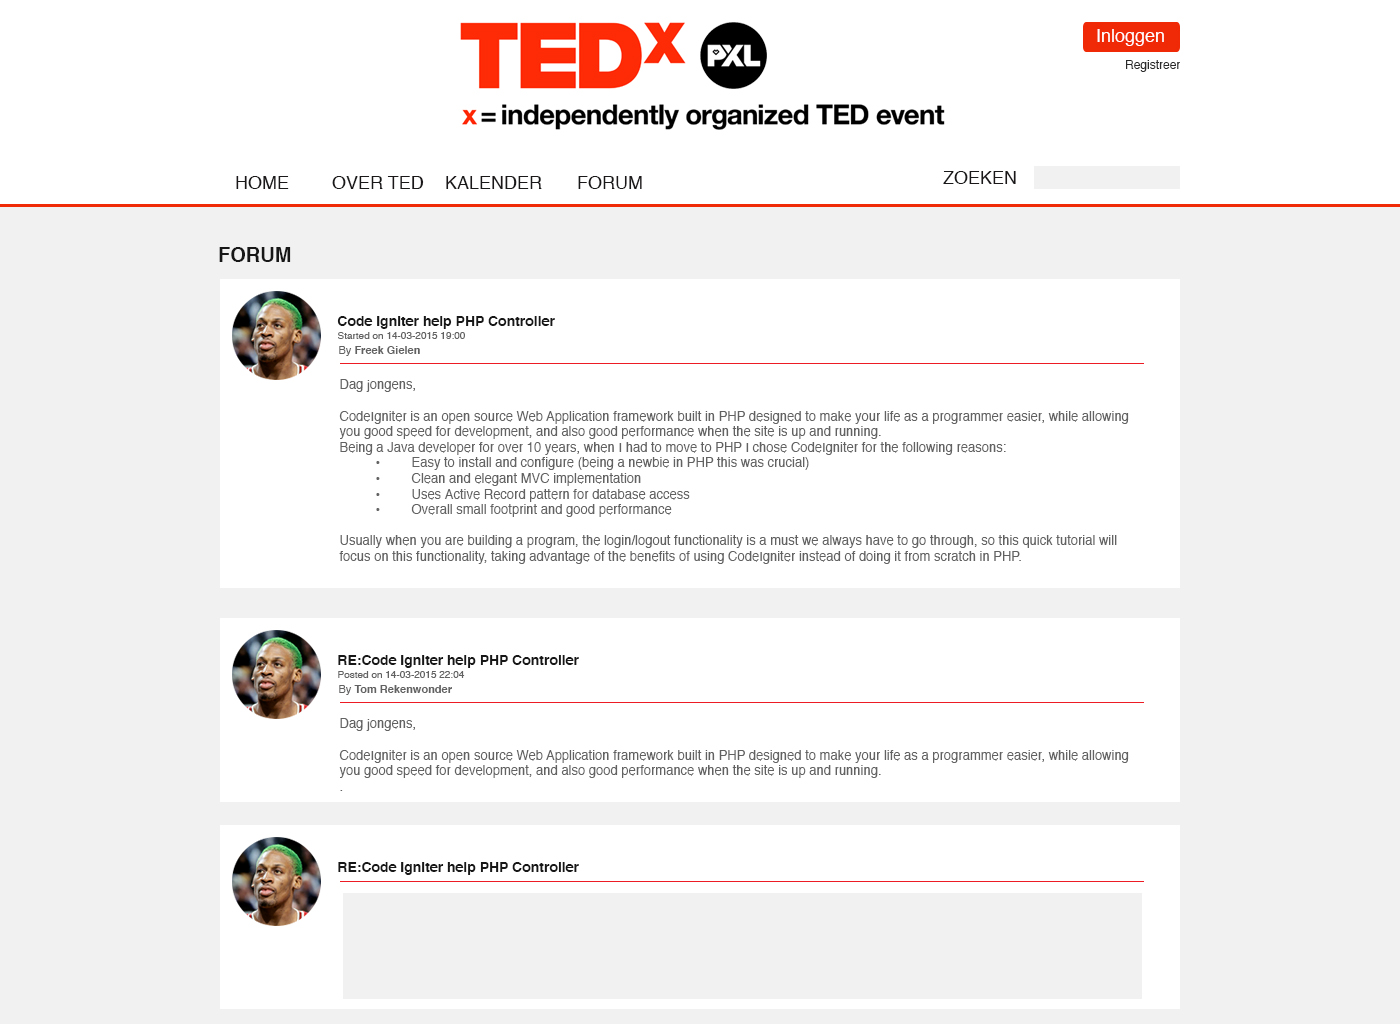 TEDx PXL
x = independently organized TED event
Inloggen
Registreer
HOME OVER TED KALENDER FORUM ZOEKEN
FORUM
Code Igniter help PHP Controller
Started on 14-03-2015 19:00
By Freek Gielen
Dag jongens,
CodeIgniter is an open source Web Application framework built in PHP designed to make your life as a programmer easier, while allowing
you good speed for development, and also good performance when the site is up and running.
Being a Java developer for over 10 years, when I had to move to PHP I chose CodeIgniter for the following reasons:
• Easy to install and configure (being a newbie in PHP this was crucial)
• Clean and elegant MVC implementation
• Uses Active Record pattern for database access
• Overall small footprint and good performance
Usually when you are building a program, the login/logout functionality is a must we always have to go through, so this quick tutorial will
focus on this functionality, taking advantage of the benefits of using CodeIgniter instead of doing it from scratch in PHP.
RE:Code Igniter help PHP Controller
Posted on 14-03-2015 22:04
By Tom Rekenwonder
Dag jongens,
CodeIgniter is an open source Web Application framework built in PHP designed to make your life as a programmer easier, while allowing
you good speed for development, and also good performance when the site is up and running.
.
RE:Code Igniter help PHP Controller